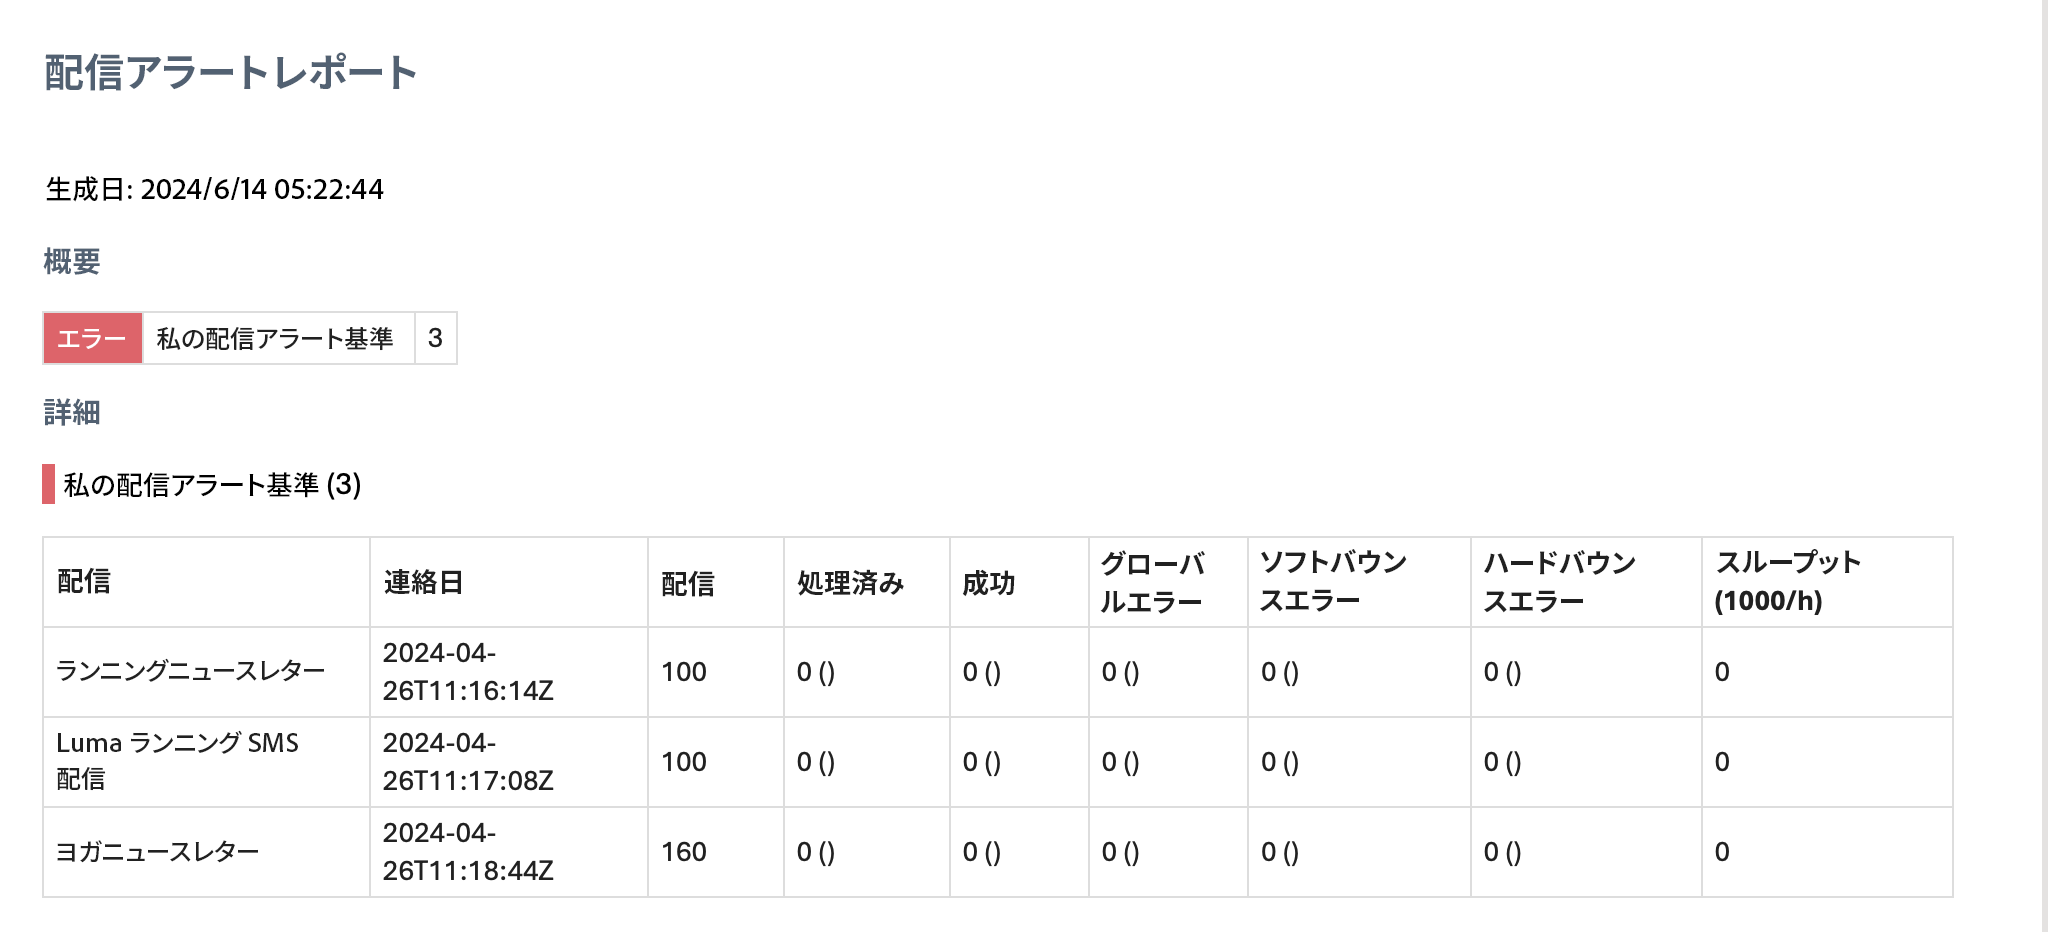 配信アラートレポート
生成日: 2024/6/14 05:22:44
概要
エラー 私の配信アラート基準 3
詳細
私の配信アラート基準 (3)
配信 連絡日 配信 処理済み 成功 グローバ ソフトバウン ハードバウン スループット
ルエラー スエラー スエラー (1000/h)
ランニングニュースレター 2024-04- 100 0 () 0 () 0 () 0 () 0 () 0
26T11:16:14Z
Luma ランニング SMS 2024-04- 100 0 () 0 () 0 () 0 () 0 () 0
配信 26T11:17:08Z
ヨガニュースレター 2024-04- 160 0 () 0 () 0 () 0 () 0 () 0
26T11:18:44Z